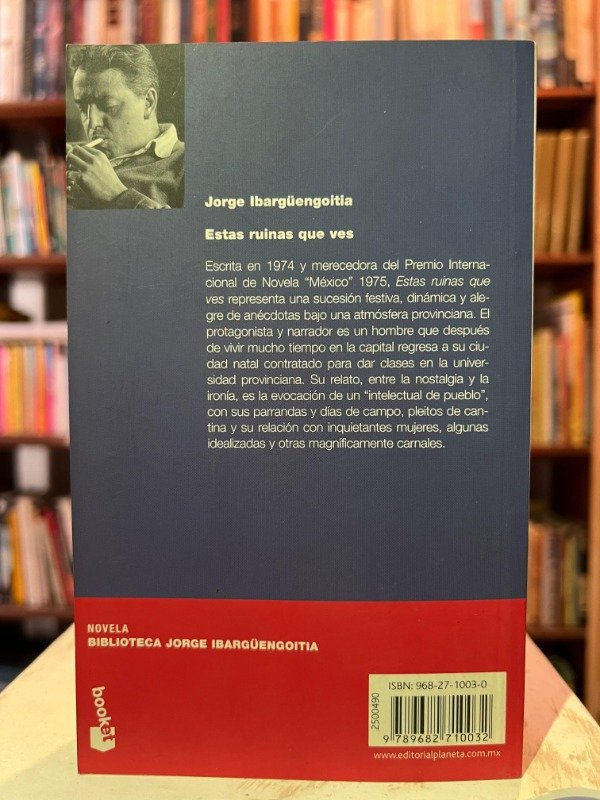 Jorge Ibargüengoitia
Estas ruinas que ves
Escrita en 1974 y merecedora del Premio Interna-
cional de Novela “México” 1975, Estas ruinas que
ves representa una sucesión festiva, dinámica y ale-
gre de anécdotas bajo una atmósfera provinciana. El
protagonista y narrador es un hombre que después
de vivir mucho tiempo en la capital regresa a su ciu-
dad natal contratado para dar clases en la univer-
sidad provinciana. Su relato, entre la nostalgia y la
ironía, es la evocación de un “intelectual de pueblo”,
con sus parrandas y días de campo, pleitos de can-
tina y su relación con inquietantes mujeres, algunas
idealizadas y otras magníficamente carnales.
NOVELA
BIBLIOTECA JORGE IBARGÜENGOITIA
booket
ISBN: 968-27-1003-0
2500490
9 789682 710032
www.editorialplaneta.com.mx